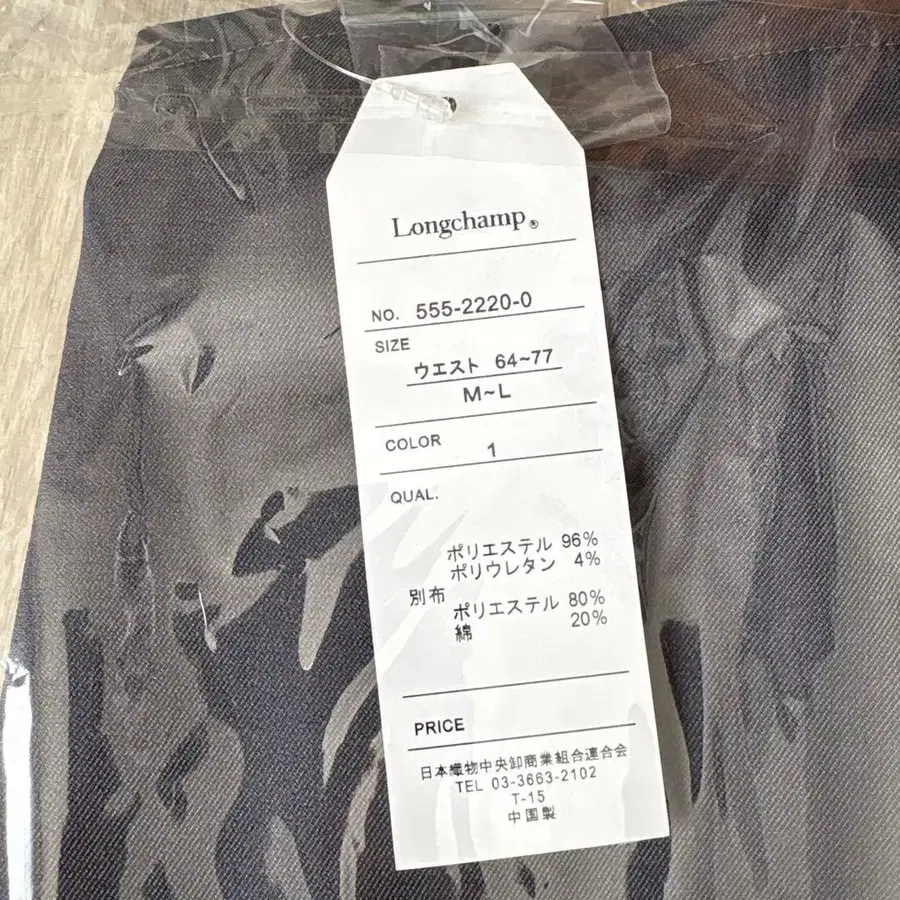 Longchamp®
NO. 555-2220-0
SIZE
ウエスト 64~77
M~L
COLOR 1
QUAL.
ポリエステル 96%
ポリウレタン 4%
別布
ポリエステル 80%
綿 20%
PRICE
日本織物中央卸商業組合連合会
TEL 03-3663-2102
T-15
中国製